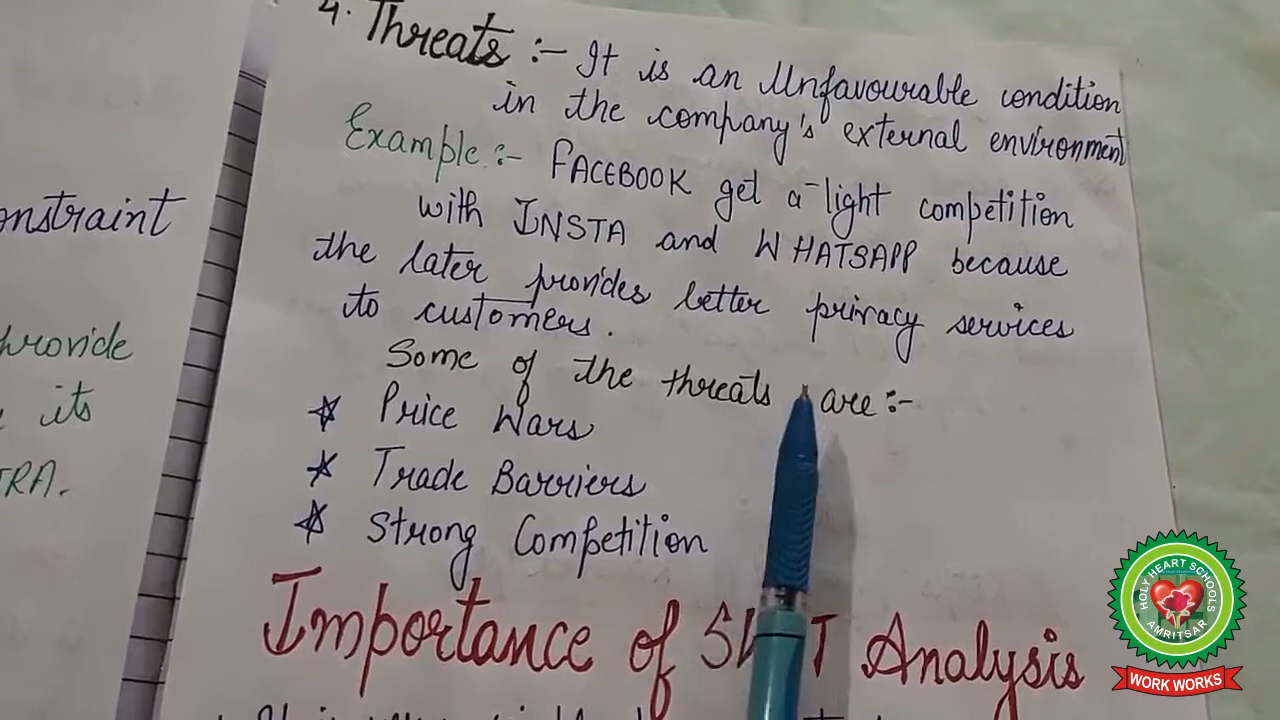 4. Threats :- It is an Unfavourable condition
in the company's external environment
Example :- FACEBOOK get a light competition
with INSTA and WHATSAPP because
the later provides better privacy services
to customers.
Some of the threats are :-
* Price Wars
* Trade Barriers
* Strong Competition
Importance of S T Analysis
onstraint
provide
its
TRA.
HOLY HEART SCHOOLS
AMRITSAR
WORK WORKS